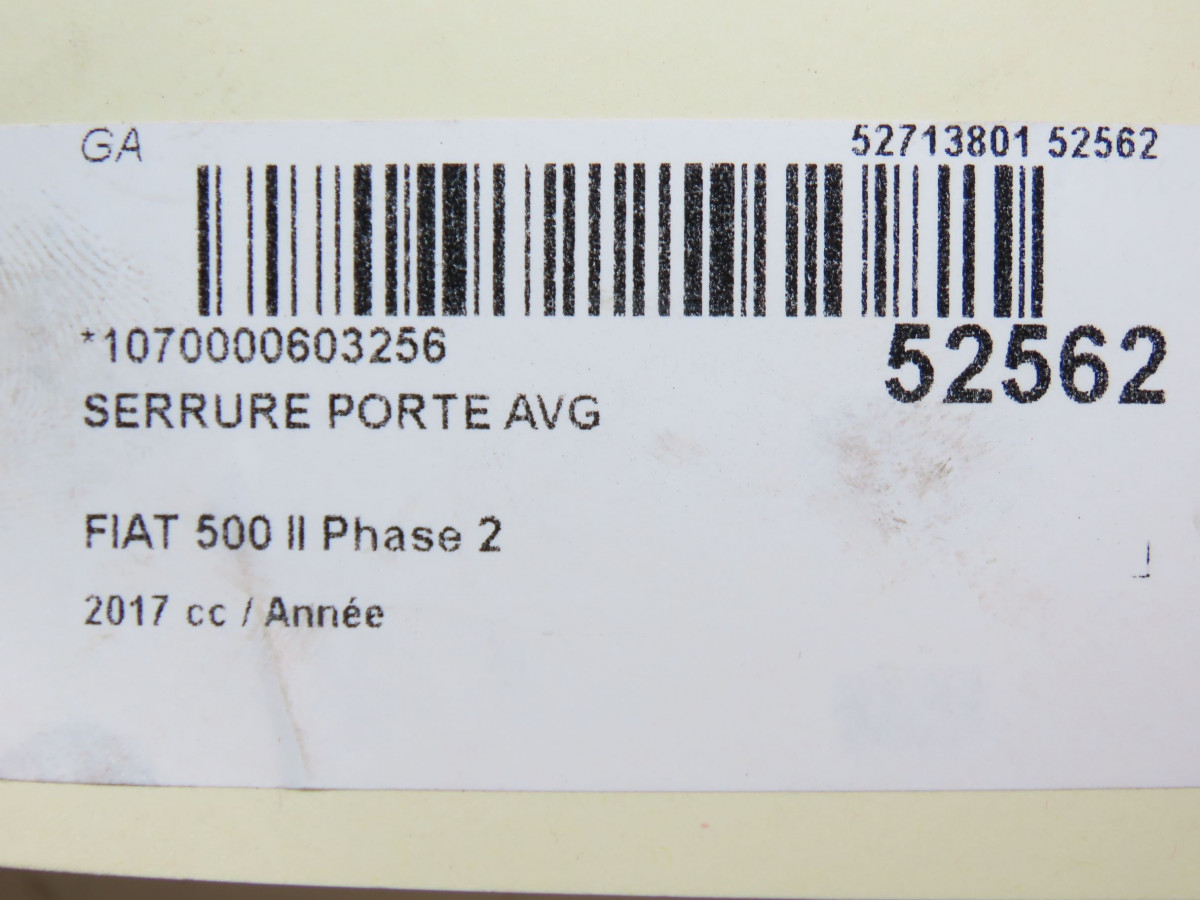 GA
52713801 52562
*1070000603256
52562
SERRURE PORTE AVG
FIAT 500 II Phase 2
2017 cc / Année